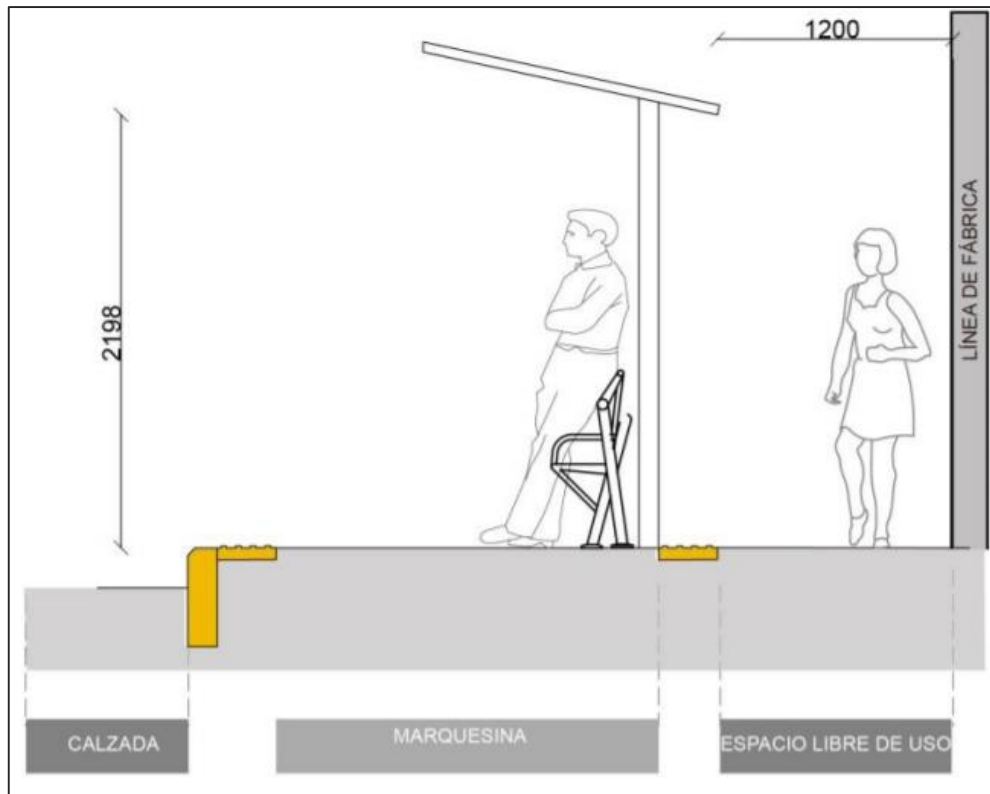 1200
2198
LÍNEA DE FÁBRICA
CALZADA
MARQUESINA
ESPACIO LIBRE DE USO